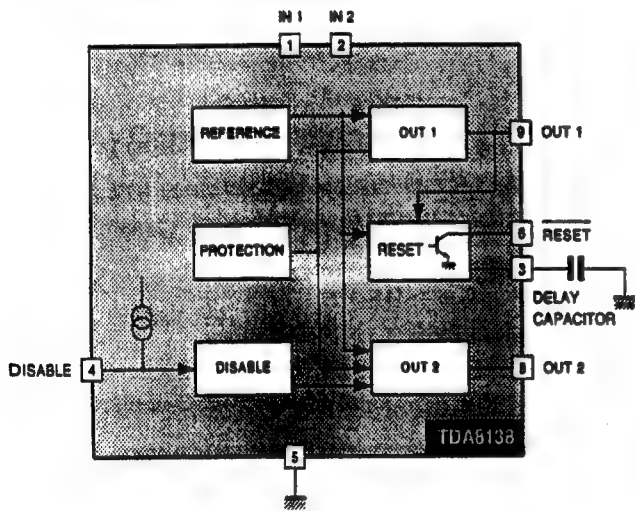 IN 1 IN 2
1 2
REFERENCE OUT 1 9 OUT 1
RESET 6 RESET
PROTECTION
3
DELAY
CAPACITOR
DISABLE 4 DISABLE OUT 2 8 OUT 2
TDA8138
5